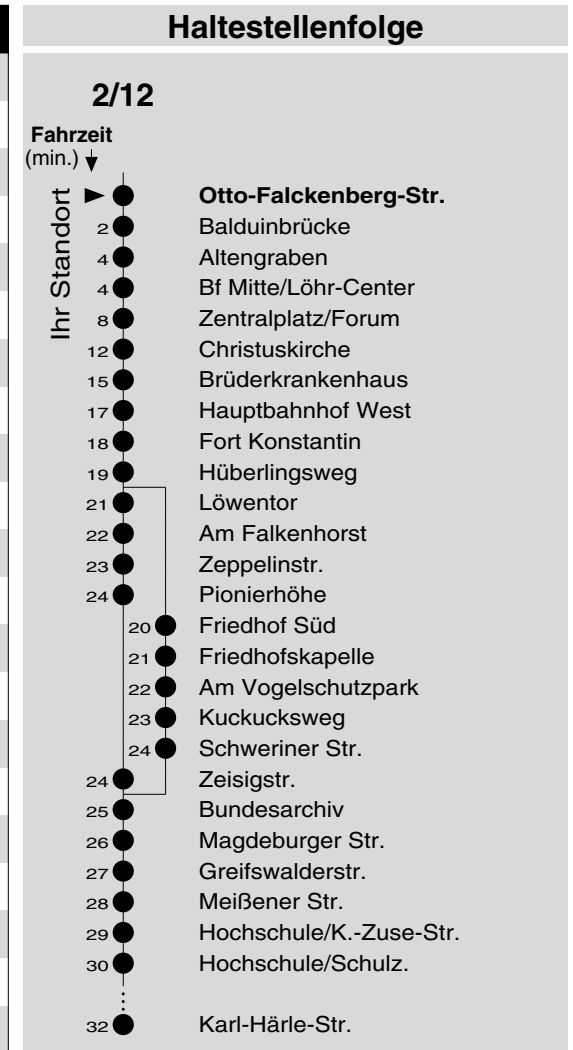 Haltestellenfolge
2/12
Fahrzeit
(min.)
Ihr Standort
Otto-Falckenberg-Str.
2 Balduinbrücke
4 Altengraben
4 Bf Mitte/Löhr-Center
8 Zentralplatz/Forum
12 Christuskirche
15 Brüderkrankenhaus
17 Hauptbahnhof West
18 Fort Konstantin
19 Hüberlingsweg
21 Löwentor
22 Am Falkenhorst
23 Zeppelinstr.
24 Pionierhöhe
20 Friedhof Süd
21 Friedhofskapelle
22 Am Vogelschutzpark
23 Kuckucksweg
24 Schweriner Str.
24 Zeisigstr.
25 Bundesarchiv
26 Magdeburger Str.
27 Greifswalderstr.
28 Meißener Str.
29 Hochschule/K.-Zuse-Str.
30 Hochschule/Schulz.
32 Karl-Härle-Str.